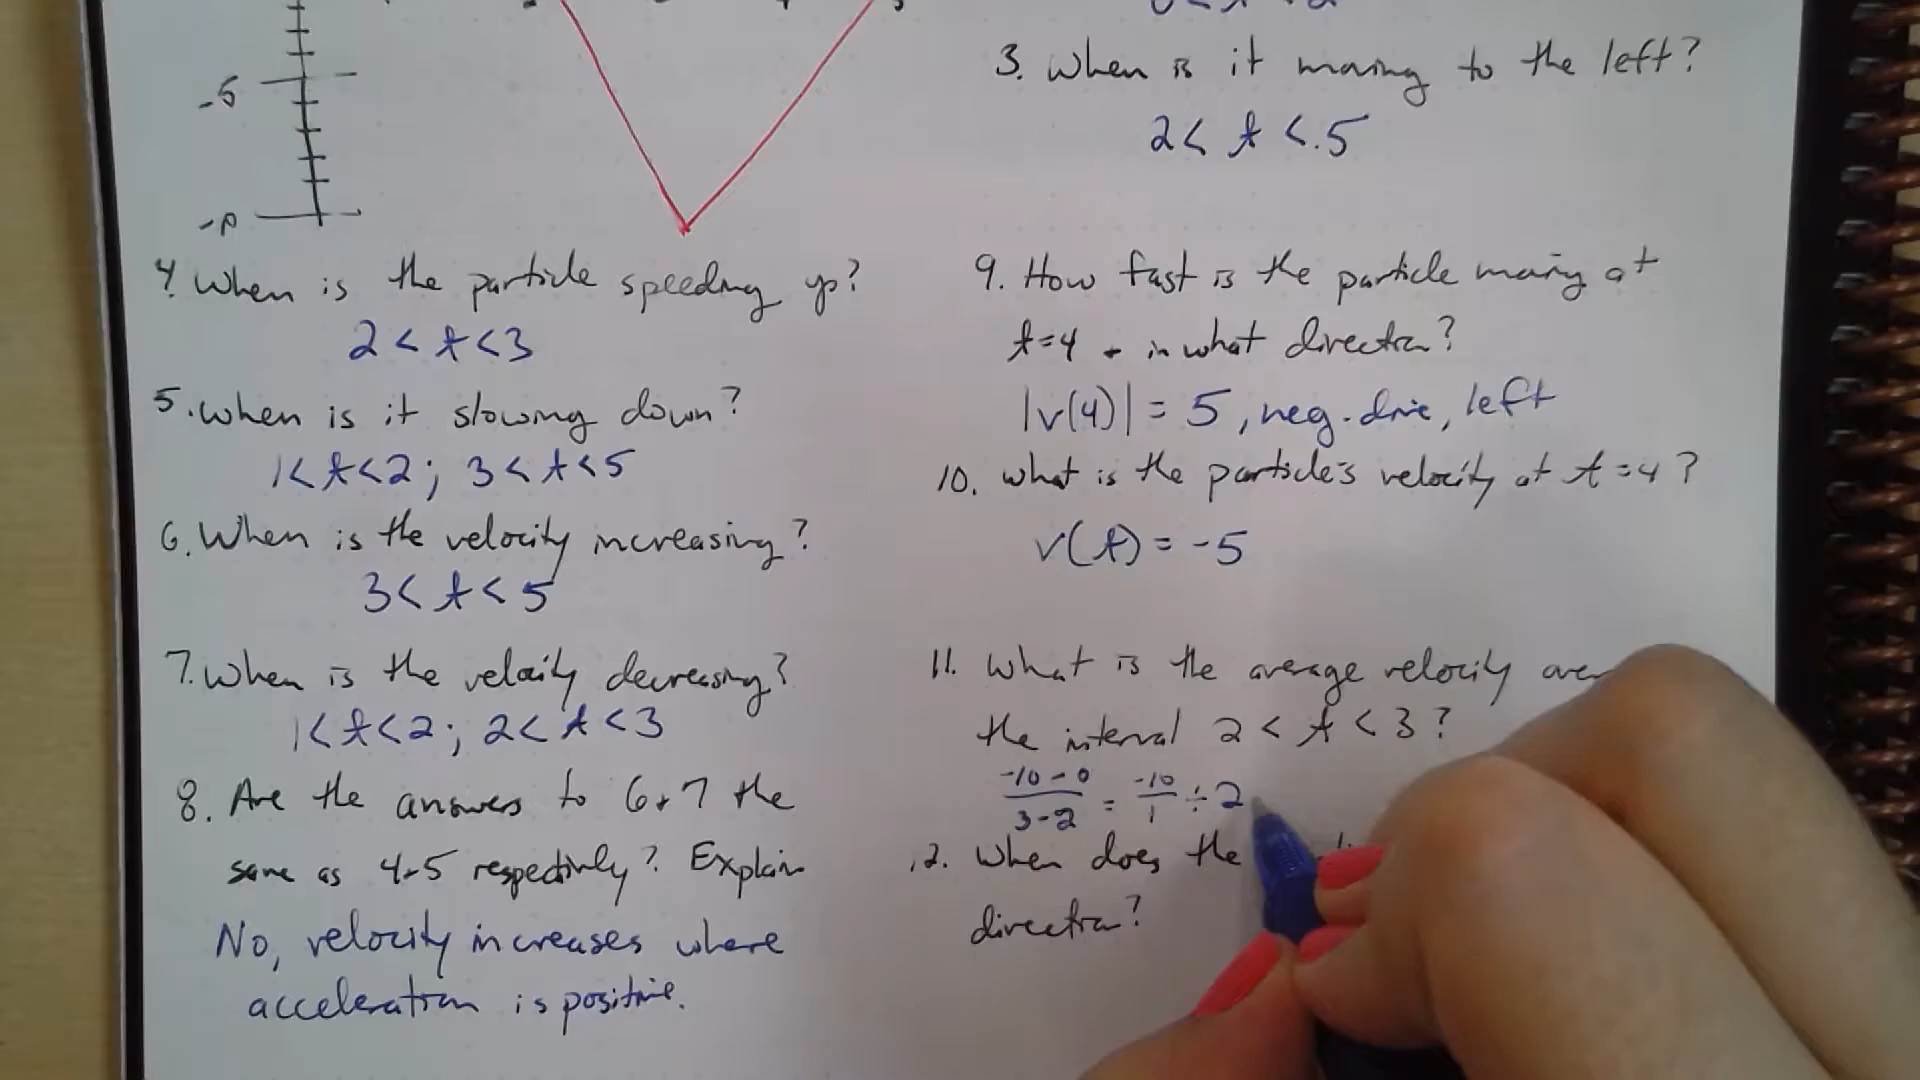 -5
3. When is it moving to the left?
2 < t < 5
4. When is the particle speeding up?
2 < t < 3
5. When is it slowing down?
1 < t < 2 ; 3 < t < 5
6. When is the velocity increasing?
3 < t < 5
7. When is the velocity decreasing?
1 < t < 2 ; 2 < t < 3
8. Are the answers to 6 + 7 the
same as 4 + 5 respectively? Explain
No, velocity increases where
acceleration is positive.
9. How fast is the particle moving at
t = 4 + in what direction?
|v(4)| = 5, neg. dire, left
10. What is the particle's velocity at t = 4?
v(t) = -5
11. What is the average velocity over
the interval 2 < t < 3?
-10 - 0 / 3 - 2 = -10 / 1 ÷ 2
12. When does the
direction?